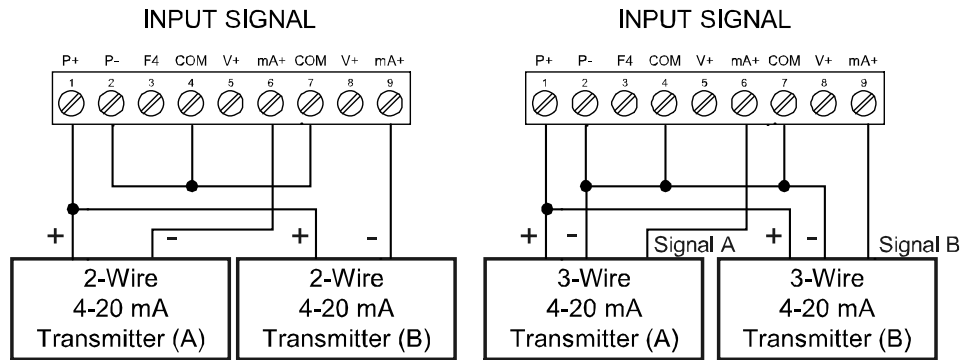 INPUT SIGNAL
P+ P- F4 COM V+ mA+ COM V+ mA+
1 2 3 4 5 6 7 8 9
+ - + -
2-Wire
4-20 mA
Transmitter (A)
2-Wire
4-20 mA
Transmitter (B)
INPUT SIGNAL
P+ P- F4 COM V+ mA+ COM V+ mA+
1 2 3 4 5 6 7 8 9
+ - Signal A + - Signal B
3-Wire
4-20 mA
Transmitter (A)
3-Wire
4-20 mA
Transmitter (B)